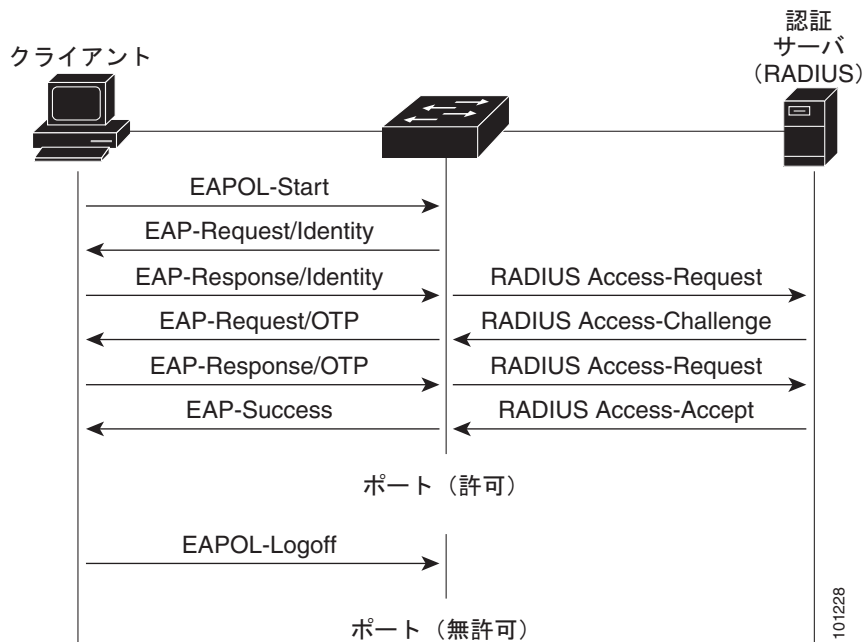 クライアント
認証
サーバ
（RADIUS）
EAPOL-Start
EAP-Request/Identity
EAP-Response/Identity
RADIUS Access-Request
EAP-Request/OTP
RADIUS Access-Challenge
EAP-Response/OTP
RADIUS Access-Request
EAP-Success
RADIUS Access-Accept
ポート（許可）
EAPOL-Logoff
ポート（無許可）
101228